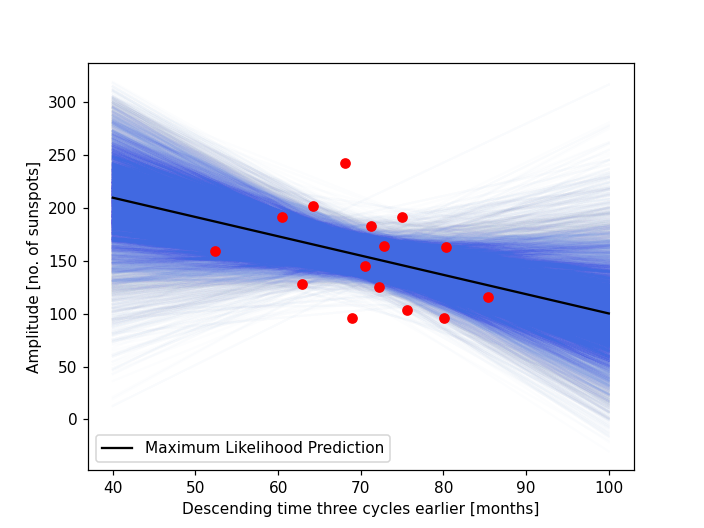 300
250
200
150
100
50
0
Amplitude [no. of sunspots]
Maximum Likelihood Prediction
40 50 60 70 80 90 100
Descending time three cycles earlier [months]